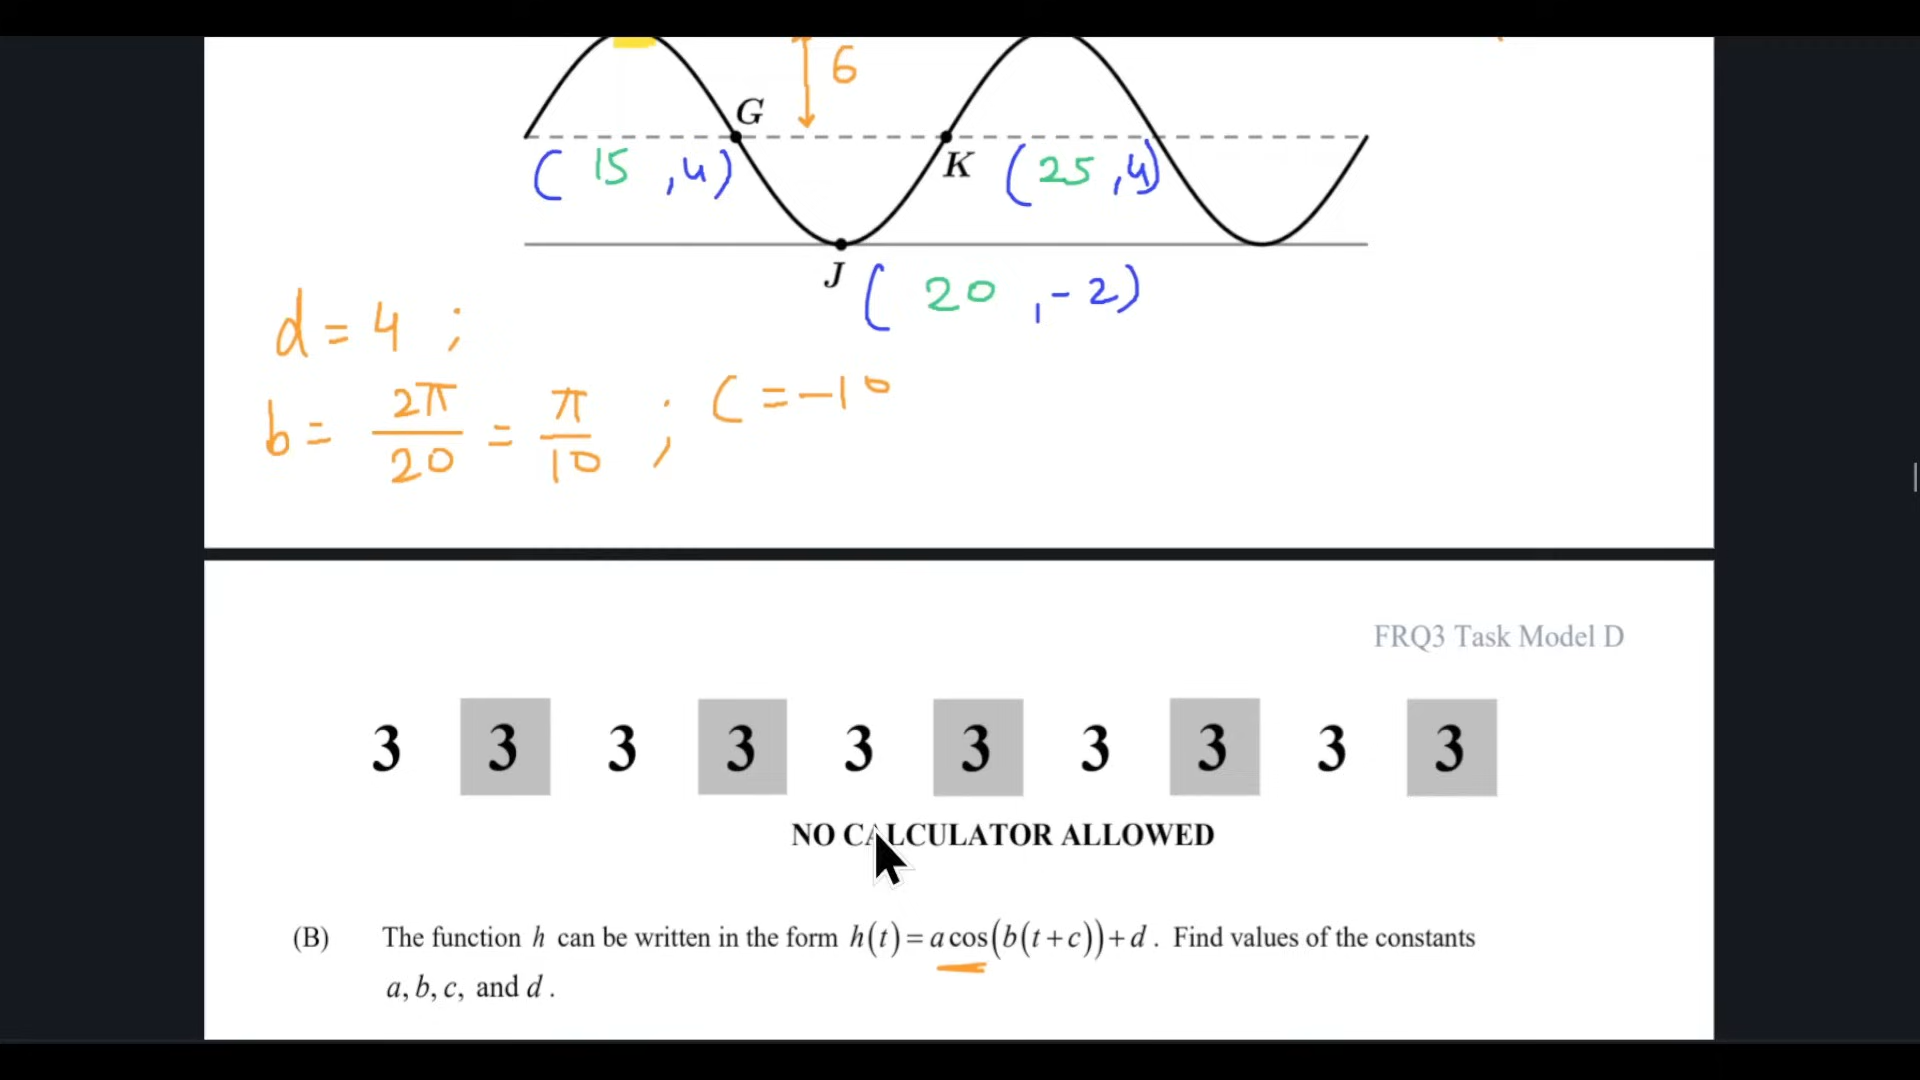 6
G
( 15 , 4 )
K ( 25 , 4 )
J ( 20 , - 2 )
d = 4 ;
b = 2π/20 = π/10 ; C = -10
FRQ3 Task Model D
3 3 3 3 3 3 3 3 3 3
NO CALCULATOR ALLOWED
(B) The function h can be written in the form h(t) = a cos(b(t + c)) + d . Find values of the constants
a, b, c, and d .